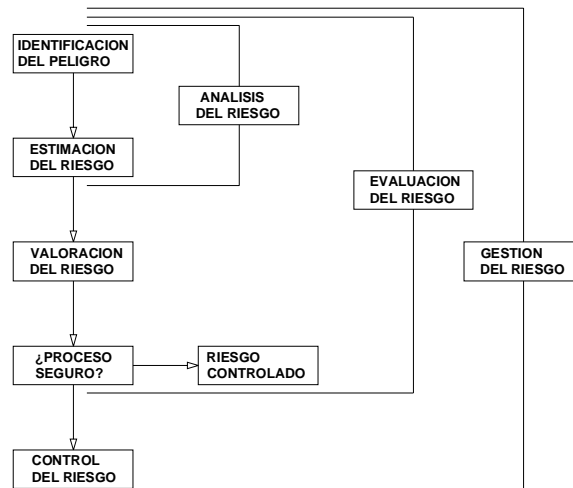 IDENTIFICACION
DEL PELIGRO
ANALISIS
DEL RIESGO
ESTIMACION
DEL RIESGO
EVALUACION
DEL RIESGO
VALORACION
DEL RIESGO
GESTION
DEL RIESGO
¿PROCESO
SEGURO?
RIESGO
CONTROLADO
CONTROL
DEL RIESGO